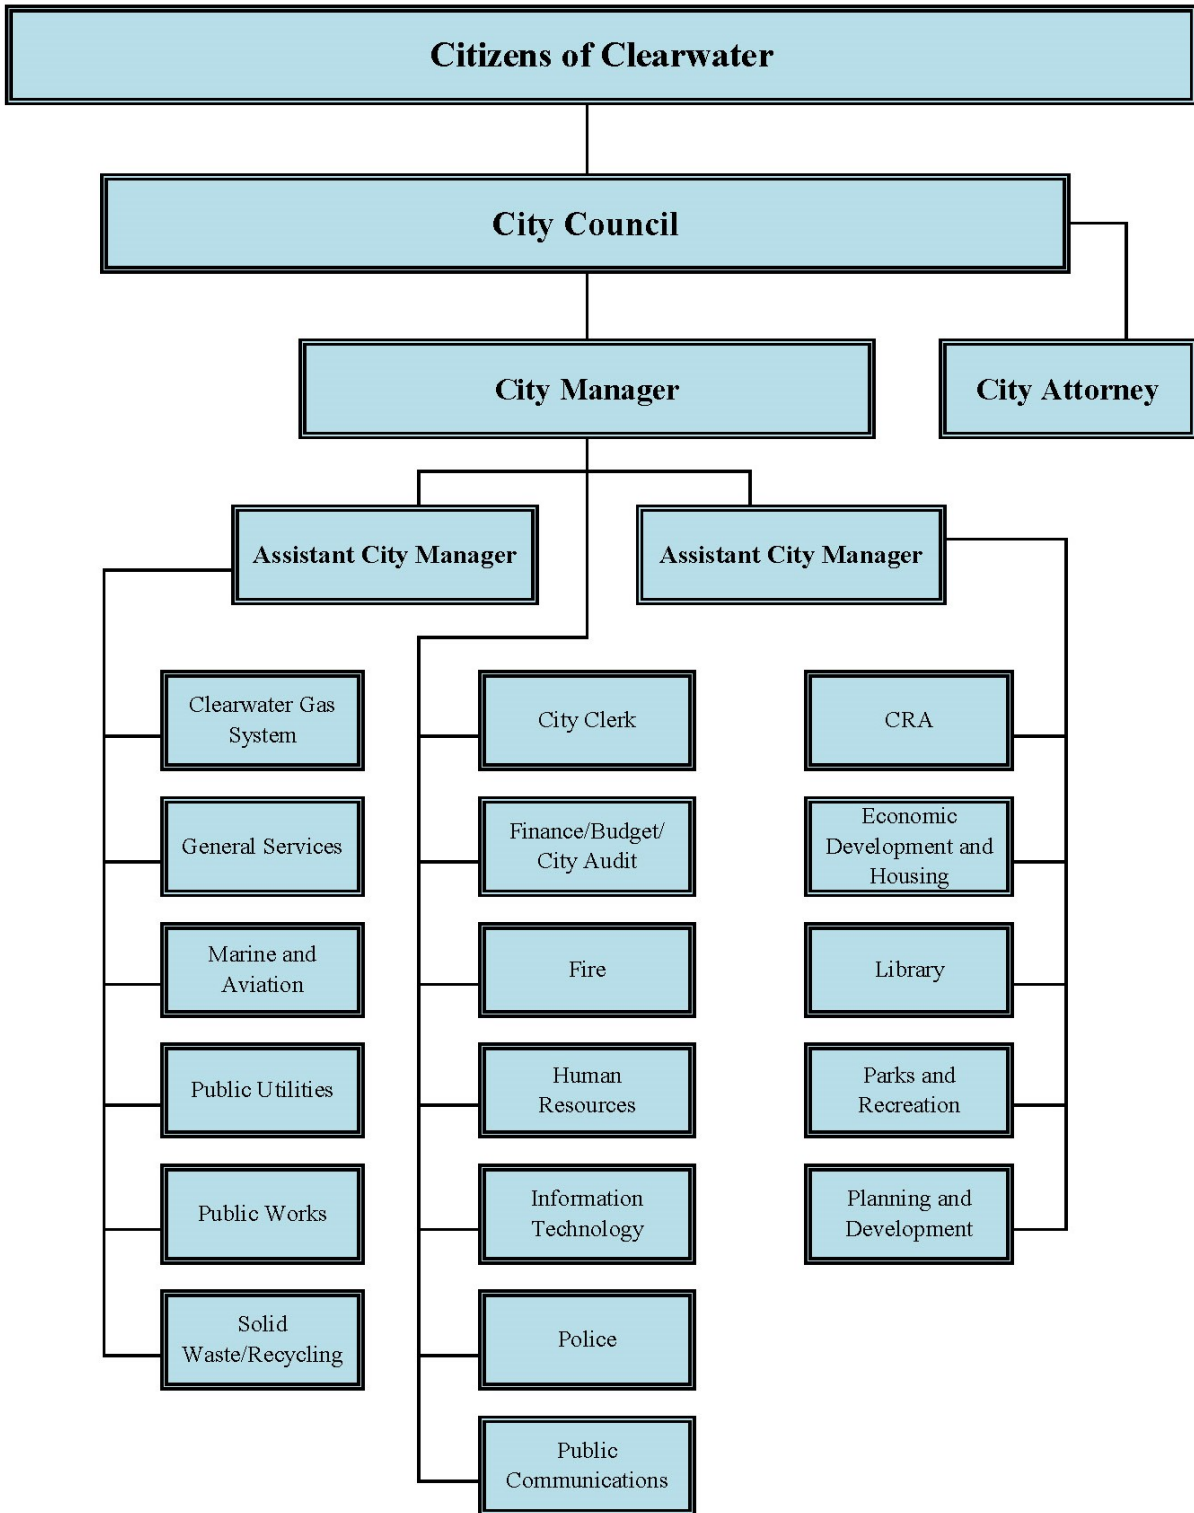 Citizens of Clearwater
City Council
City Manager
City Attorney
Assistant City Manager
Assistant City Manager
Clearwater Gas
System
General Services
Marine and
Aviation
Public Utilities
Public Works
Solid
Waste/Recycling
City Clerk
Finance/Budget/
City Audit
Fire
Human
Resources
Information
Technology
Police
Public
Communications
CRA
Economic
Development and
Housing
Library
Parks and
Recreation
Planning and
Development